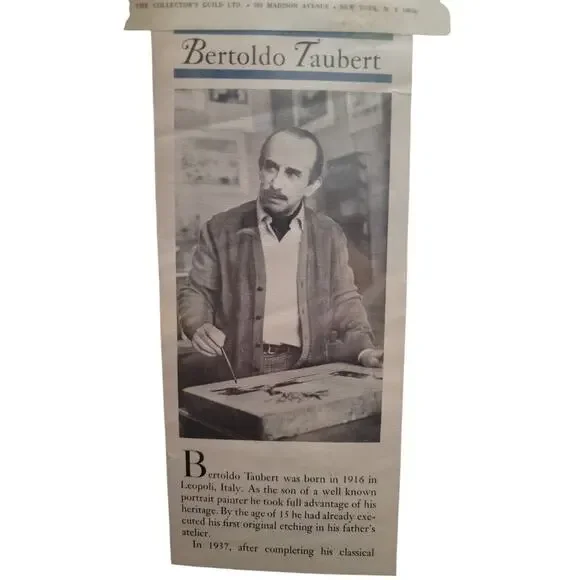 THE COLLECTOR'S GUILD LTD. • MADISON AVENUE • NEW YORK, N. Y.
Bertoldo Taubert
Bertoldo Taubert was born in 1916 in
Leopoli, Italy. As the son of a well known
portrait painter he took full advantage of his
heritage. By the age of 15 he had already exe-
cuted his first original etching in his father's
atelier.
In 1937, after completing his classical